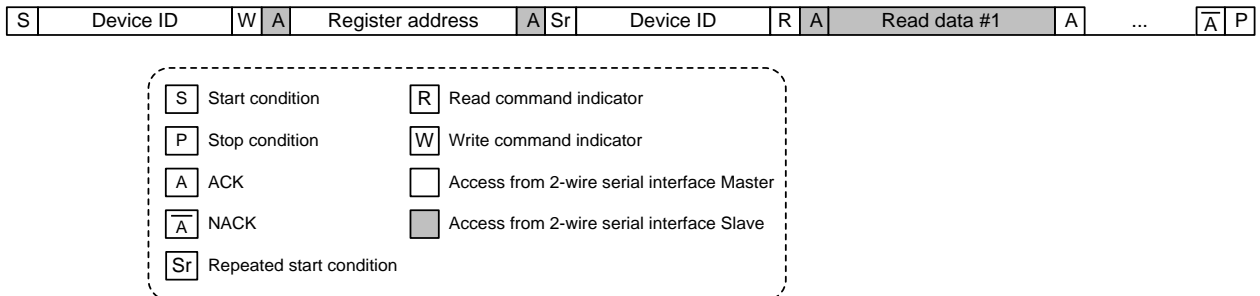 S Device ID W A Register address A Sr Device ID R A Read data #1 A ... A̅ P
S Start condition R Read command indicator
P Stop condition W Write command indicator
A ACK Access from 2-wire serial interface Master
A̅ NACK Access from 2-wire serial interface Slave
Sr Repeated start condition